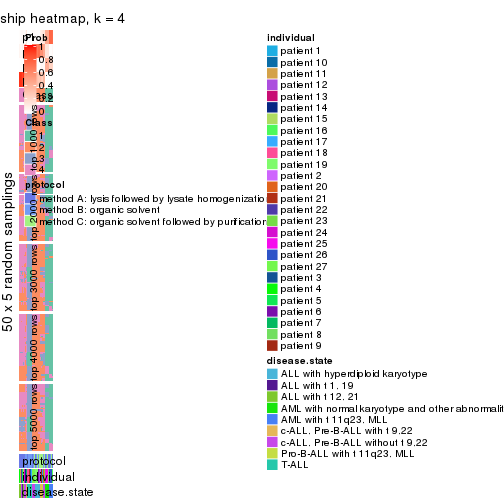 ship heatmap, k = 4
Prob
1
0.8
0.6
0.4
0.2
0
Class
1
2
3
4
protocol
method A: lysis followed by lysate homogenizatio
method B: organic solvent
method C: organic solvent followed by purification
50 x 5 random samplings
top 1000 rows
top 2000 rows
top 3000 rows
top 4000 rows
top 5000 rows
protocol
individual
disease.state
individual
patient 1
patient 10
patient 11
patient 12
patient 13
patient 14
patient 15
patient 16
patient 17
patient 18
patient 19
patient 2
patient 20
patient 21
patient 22
patient 23
patient 24
patient 25
patient 26
patient 27
patient 3
patient 4
patient 5
patient 6
patient 7
patient 8
patient 9
disease.state
ALL with hyperdiploid karyotype
ALL with t1. 19
ALL with t12. 21
AML with normal karyotype and other abnormalit
AML with t11q23. MLL
c-ALL. Pre-B-ALL with t9.22
c-ALL. Pre-B-ALL without t9.22
Pro-B-ALL with t11q23. MLL
T-ALL